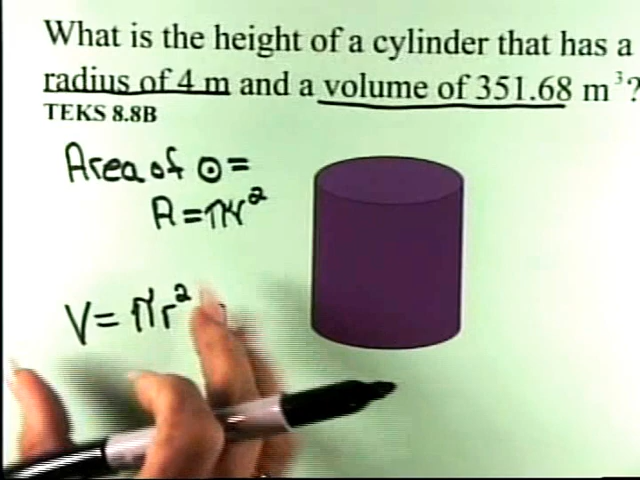 What is the height of a cylinder that has a
radius of 4 m and a volume of 351.68 m³?
TEKS 8.8B
Area of ⊙ =
A = πr²
V = πr²